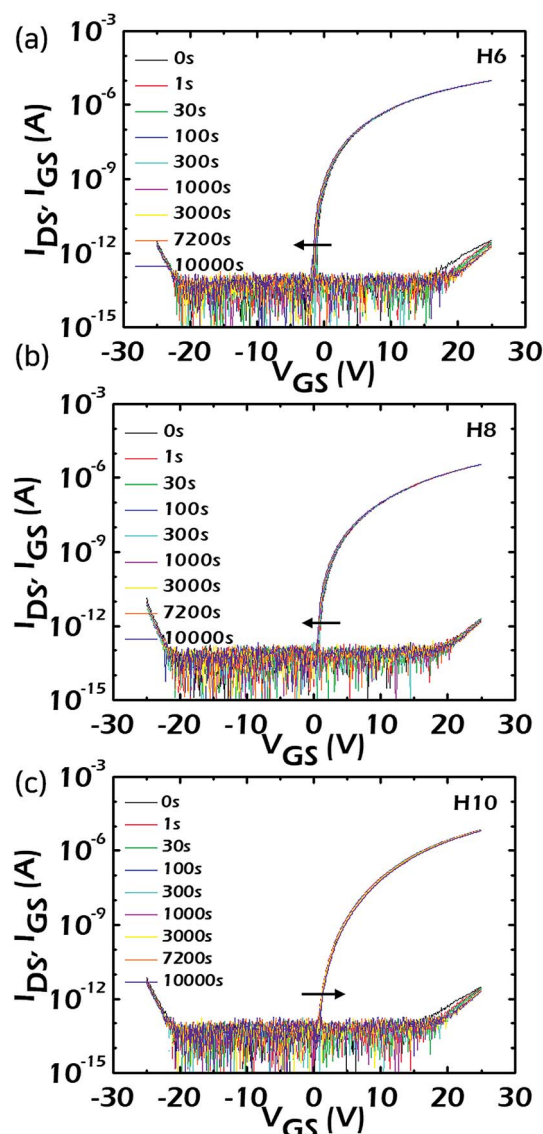 (a)
I_DS, I_GS (A)
10^-3
10^-6
10^-9
10^-12
10^-15
0s
1s
30s
100s
300s
1000s
3000s
7200s
10000s
H6
-30 -20 -10 0 10 20 30
V_GS (V)
(b)
I_DS, I_GS (A)
10^-3
10^-6
10^-9
10^-12
10^-15
0s
1s
30s
100s
300s
1000s
3000s
7200s
10000s
H8
-30 -20 -10 0 10 20 30
V_GS (V)
(c)
I_DS, I_GS (A)
10^-3
10^-6
10^-9
10^-12
10^-15
0s
1s
30s
100s
300s
1000s
3000s
7200s
10000s
H10
-30 -20 -10 0 10 20 30
V_GS (V)